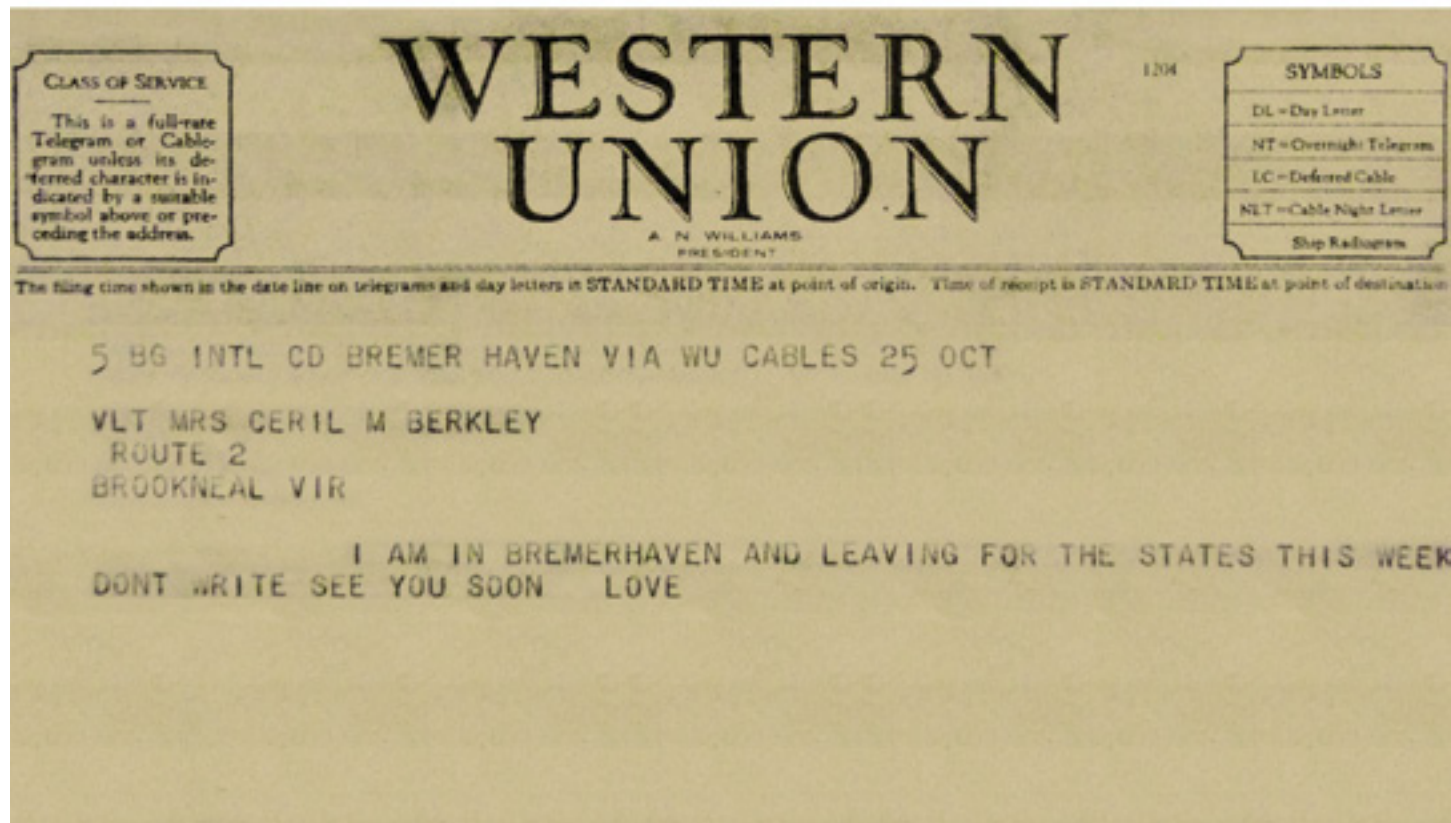 CLASS OF SERVICE
This is a full-rate
Telegram or Cable-
gram unless its de-
ferred character is in-
dicated by a suitable
symbol above or pre-
ceding the address.
WESTERN
UNION
A. N. WILLIAMS
PRESIDENT
1204
SYMBOLS
DL = Day Letter
NT = Overnight Telegram
LC = Deferred Cable
NLT = Cable Night Letter
Ship Radiogram
The filing time shown in the date line on telegrams and day letters is STANDARD TIME at point of origin. Time of receipt is STANDARD TIME at point of destination
5 BG INTL CD BREMER HAVEN VIA WU CABLES 25 OCT
VLT MRS CERIL M BERKLEY
ROUTE 2
BROOKNEAL VIR
I AM IN BREMERHAVEN AND LEAVING FOR THE STATES THIS WEEK
DONT WRITE SEE YOU SOON LOVE